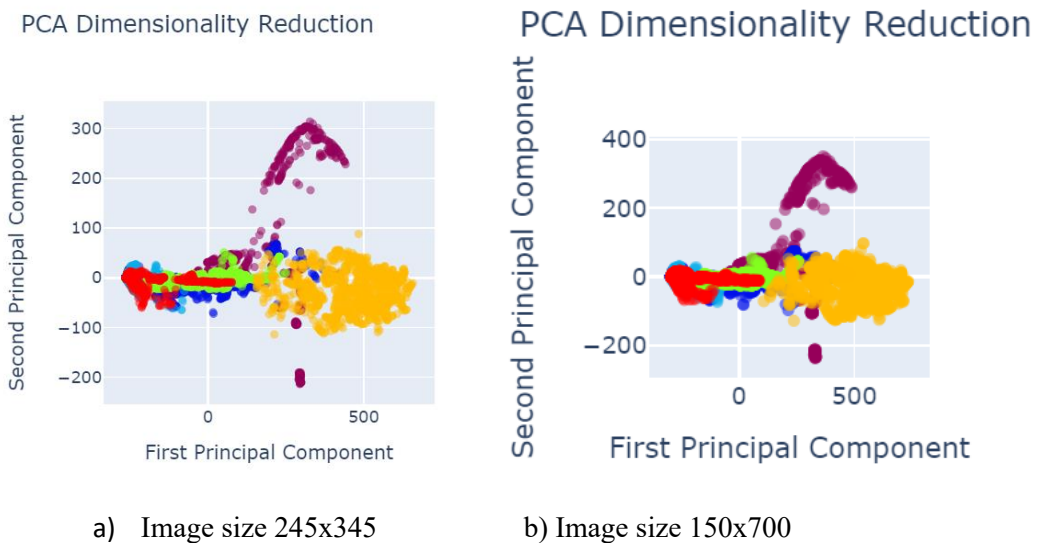 PCA Dimensionality Reduction
Second Principal Component
300
200
100
0
−100
−200
0
500
First Principal Component
a) Image size 245x345
PCA Dimensionality Reduction
Second Principal Component
400
200
0
−200
0
500
First Principal Component
b) Image size 150x700